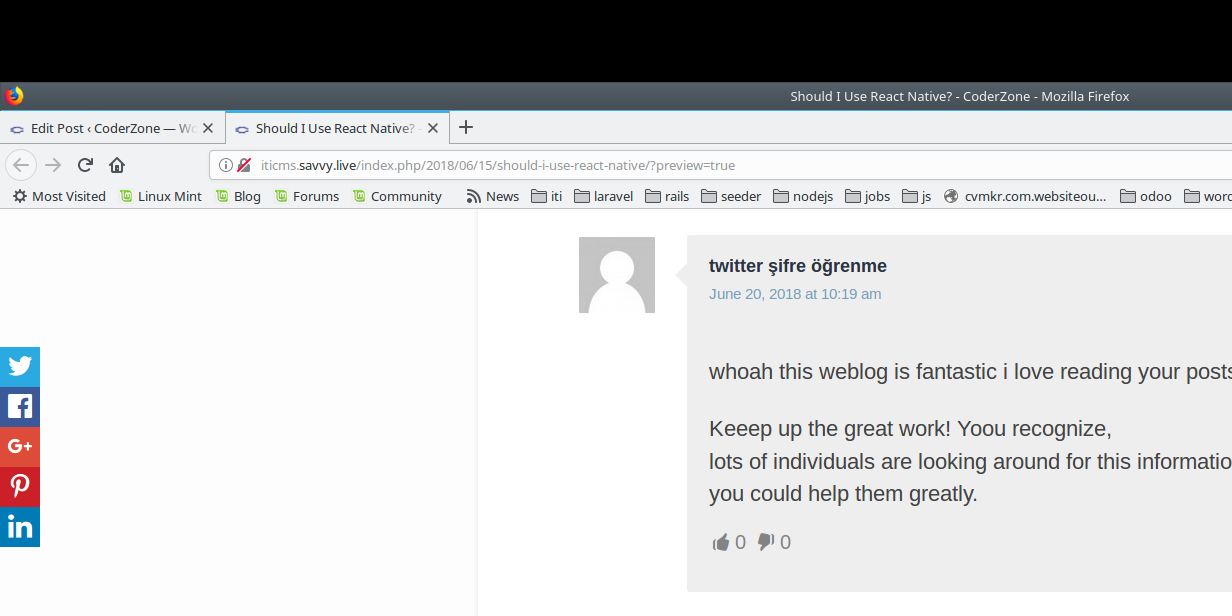 Should I Use React Native? - CoderZone - Mozilla Firefox
Edit Post ‹ CoderZone — Wo
Should I Use React Native? -
iticms.savvy.live/index.php/2018/06/15/should-i-use-react-native/?preview=true
Most Visited Linux Mint Blog Forums Community News iti laravel rails seeder nodejs jobs js cvmkr.com.websiteou... odoo word
twitter şifre öğrenme
June 20, 2018 at 10:19 am
whoah this weblog is fantastic i love reading your posts
Keeep up the great work! Yoou recognize,
lots of individuals are looking around for this informatio
you could help them greatly.
0 0
G+
in